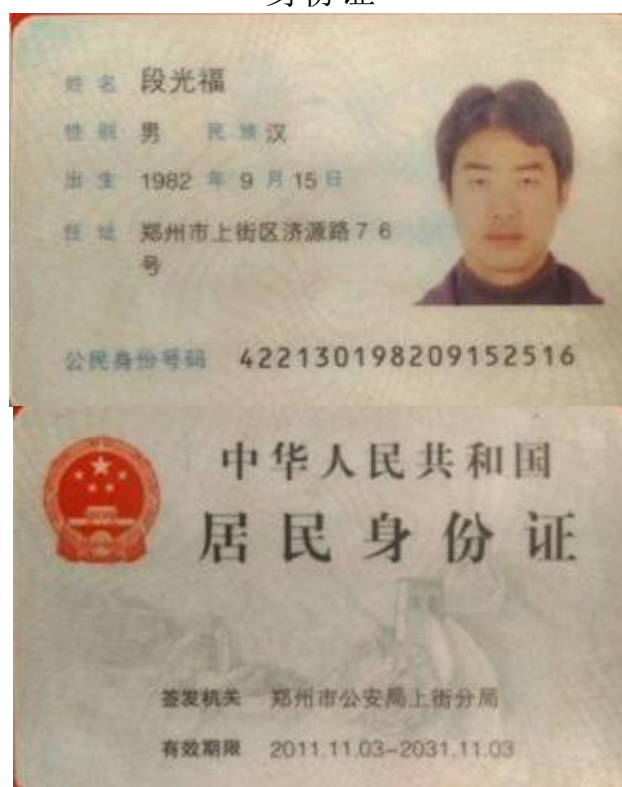 身份证
姓名 段光福
性别 男 民族 汉
出生 1982 年 9 月 15 日
住址 郑州市上街区济源路76
号
公民身份号码 422130198209152516
中华人民共和国
居民身份证
签发机关 郑州市公安局上街分局
有效期限 2011.11.03-2031.11.03